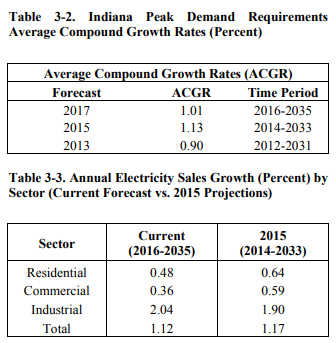 Table 3-2. Indiana Peak Demand Requirements
Average Compound Growth Rates (Percent)
Average Compound Growth Rates (ACGR)
Forecast ACGR Time Period
2017 1.01 2016-2035
2015 1.13 2014-2033
2013 0.90 2012-2031
Table 3-3. Annual Electricity Sales Growth (Percent) by
Sector (Current Forecast vs. 2015 Projections)
Sector Current (2016-2035) 2015 (2014-2033)
Residential 0.48 0.64
Commercial 0.36 0.59
Industrial 2.04 1.90
Total 1.12 1.17